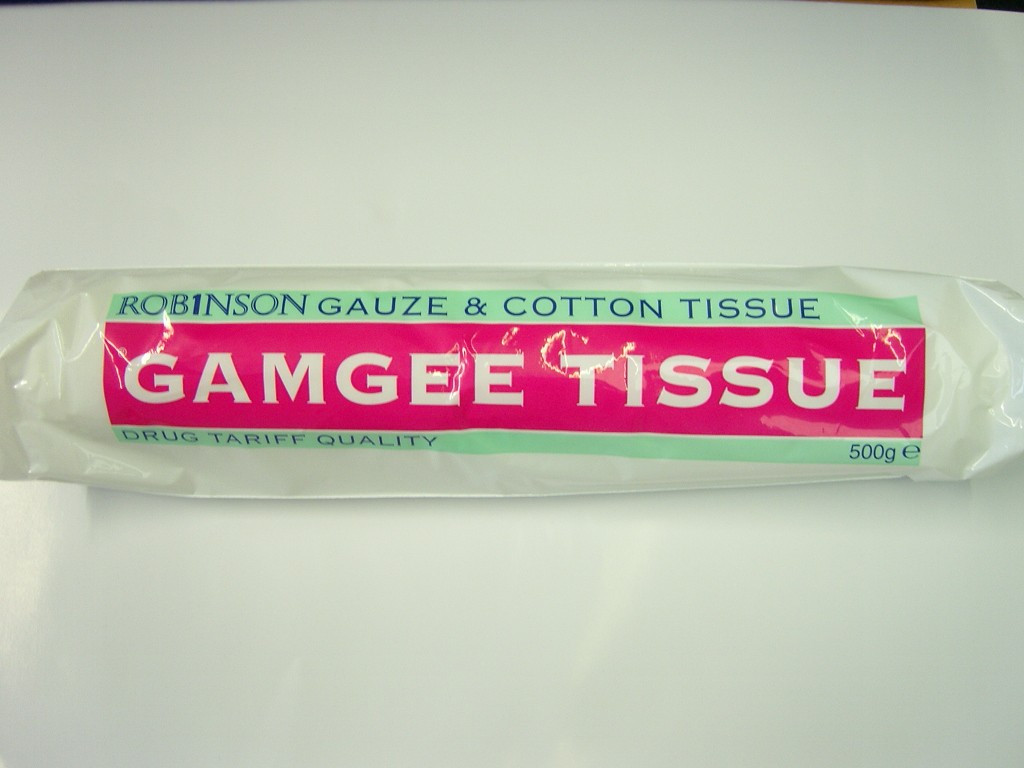 ROBINSON GAUZE & COTTON TISSUE
GAMGEE TISSUE
DRUG TARIFF QUALITY
500g ℮